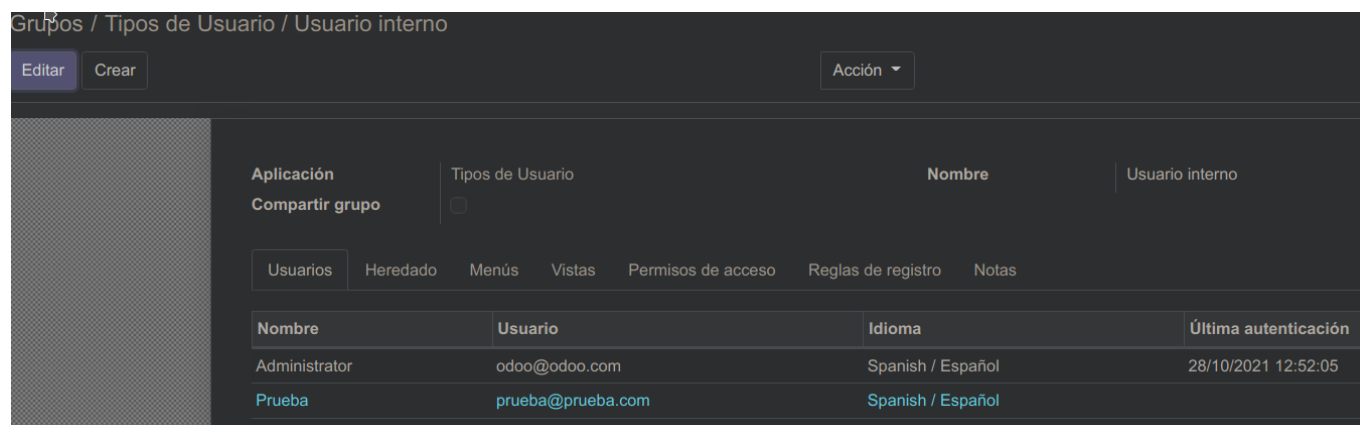 Grupos / Tipos de Usuario / Usuario interno
Editar Crear Acción
Aplicación Tipos de Usuario Nombre Usuario interno
Compartir grupo
Usuarios Heredado Menús Vistas Permisos de acceso Reglas de registro Notas
Nombre Usuario Idioma Última autenticación
Administrator odoo@odoo.com Spanish / Español 28/10/2021 12:52:05
Prueba prueba@prueba.com Spanish / Español